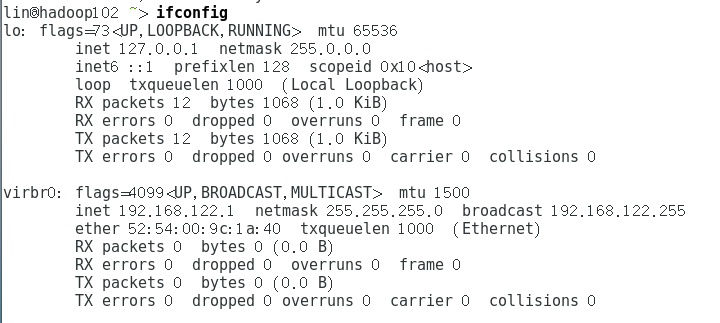 lin@hadoop102 ~> ifconfig
lo: flags=73<UP,LOOPBACK,RUNNING>  mtu 65536
        inet 127.0.0.1  netmask 255.0.0.0
        inet6 ::1  prefixlen 128  scopeid 0x10<host>
        loop  txqueuelen 1000  (Local Loopback)
        RX packets 12  bytes 1068 (1.0 KiB)
        RX errors 0  dropped 0  overruns 0  frame 0
        TX packets 12  bytes 1068 (1.0 KiB)
        TX errors 0  dropped 0 overruns 0  carrier 0  collisions 0

virbr0: flags=4099<UP,BROADCAST,MULTICAST>  mtu 1500
        inet 192.168.122.1  netmask 255.255.255.0  broadcast 192.168.122.255
        ether 52:54:00:9c:1a:40  txqueuelen 1000  (Ethernet)
        RX packets 0  bytes 0 (0.0 B)
        RX errors 0  dropped 0  overruns 0  frame 0
        TX packets 0  bytes 0 (0.0 B)
        TX errors 0  dropped 0 overruns 0  carrier 0  collisions 0